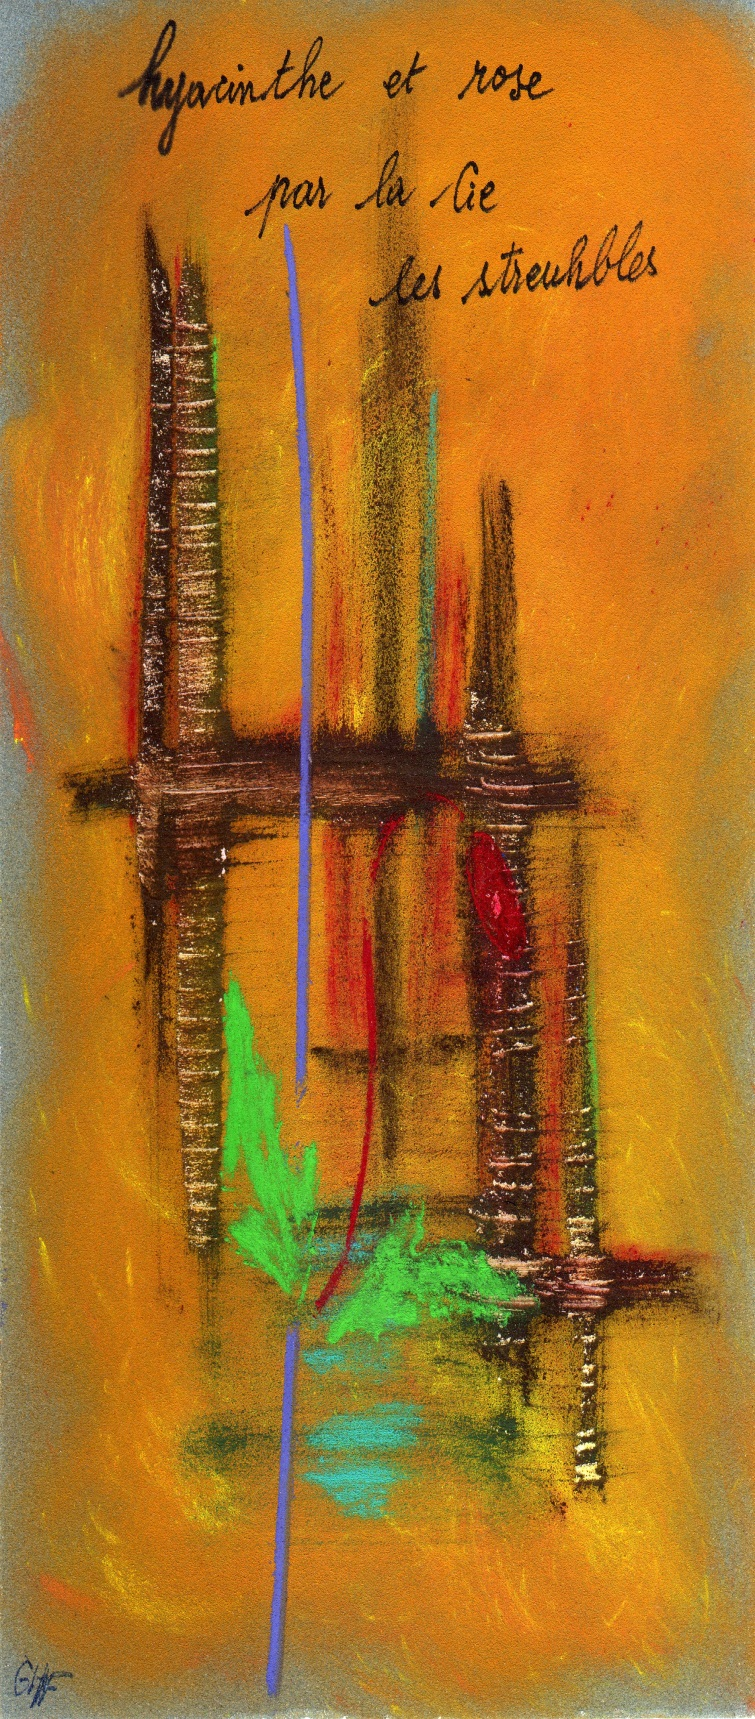 hyacinthe et rose
par la lie
les streuhbles